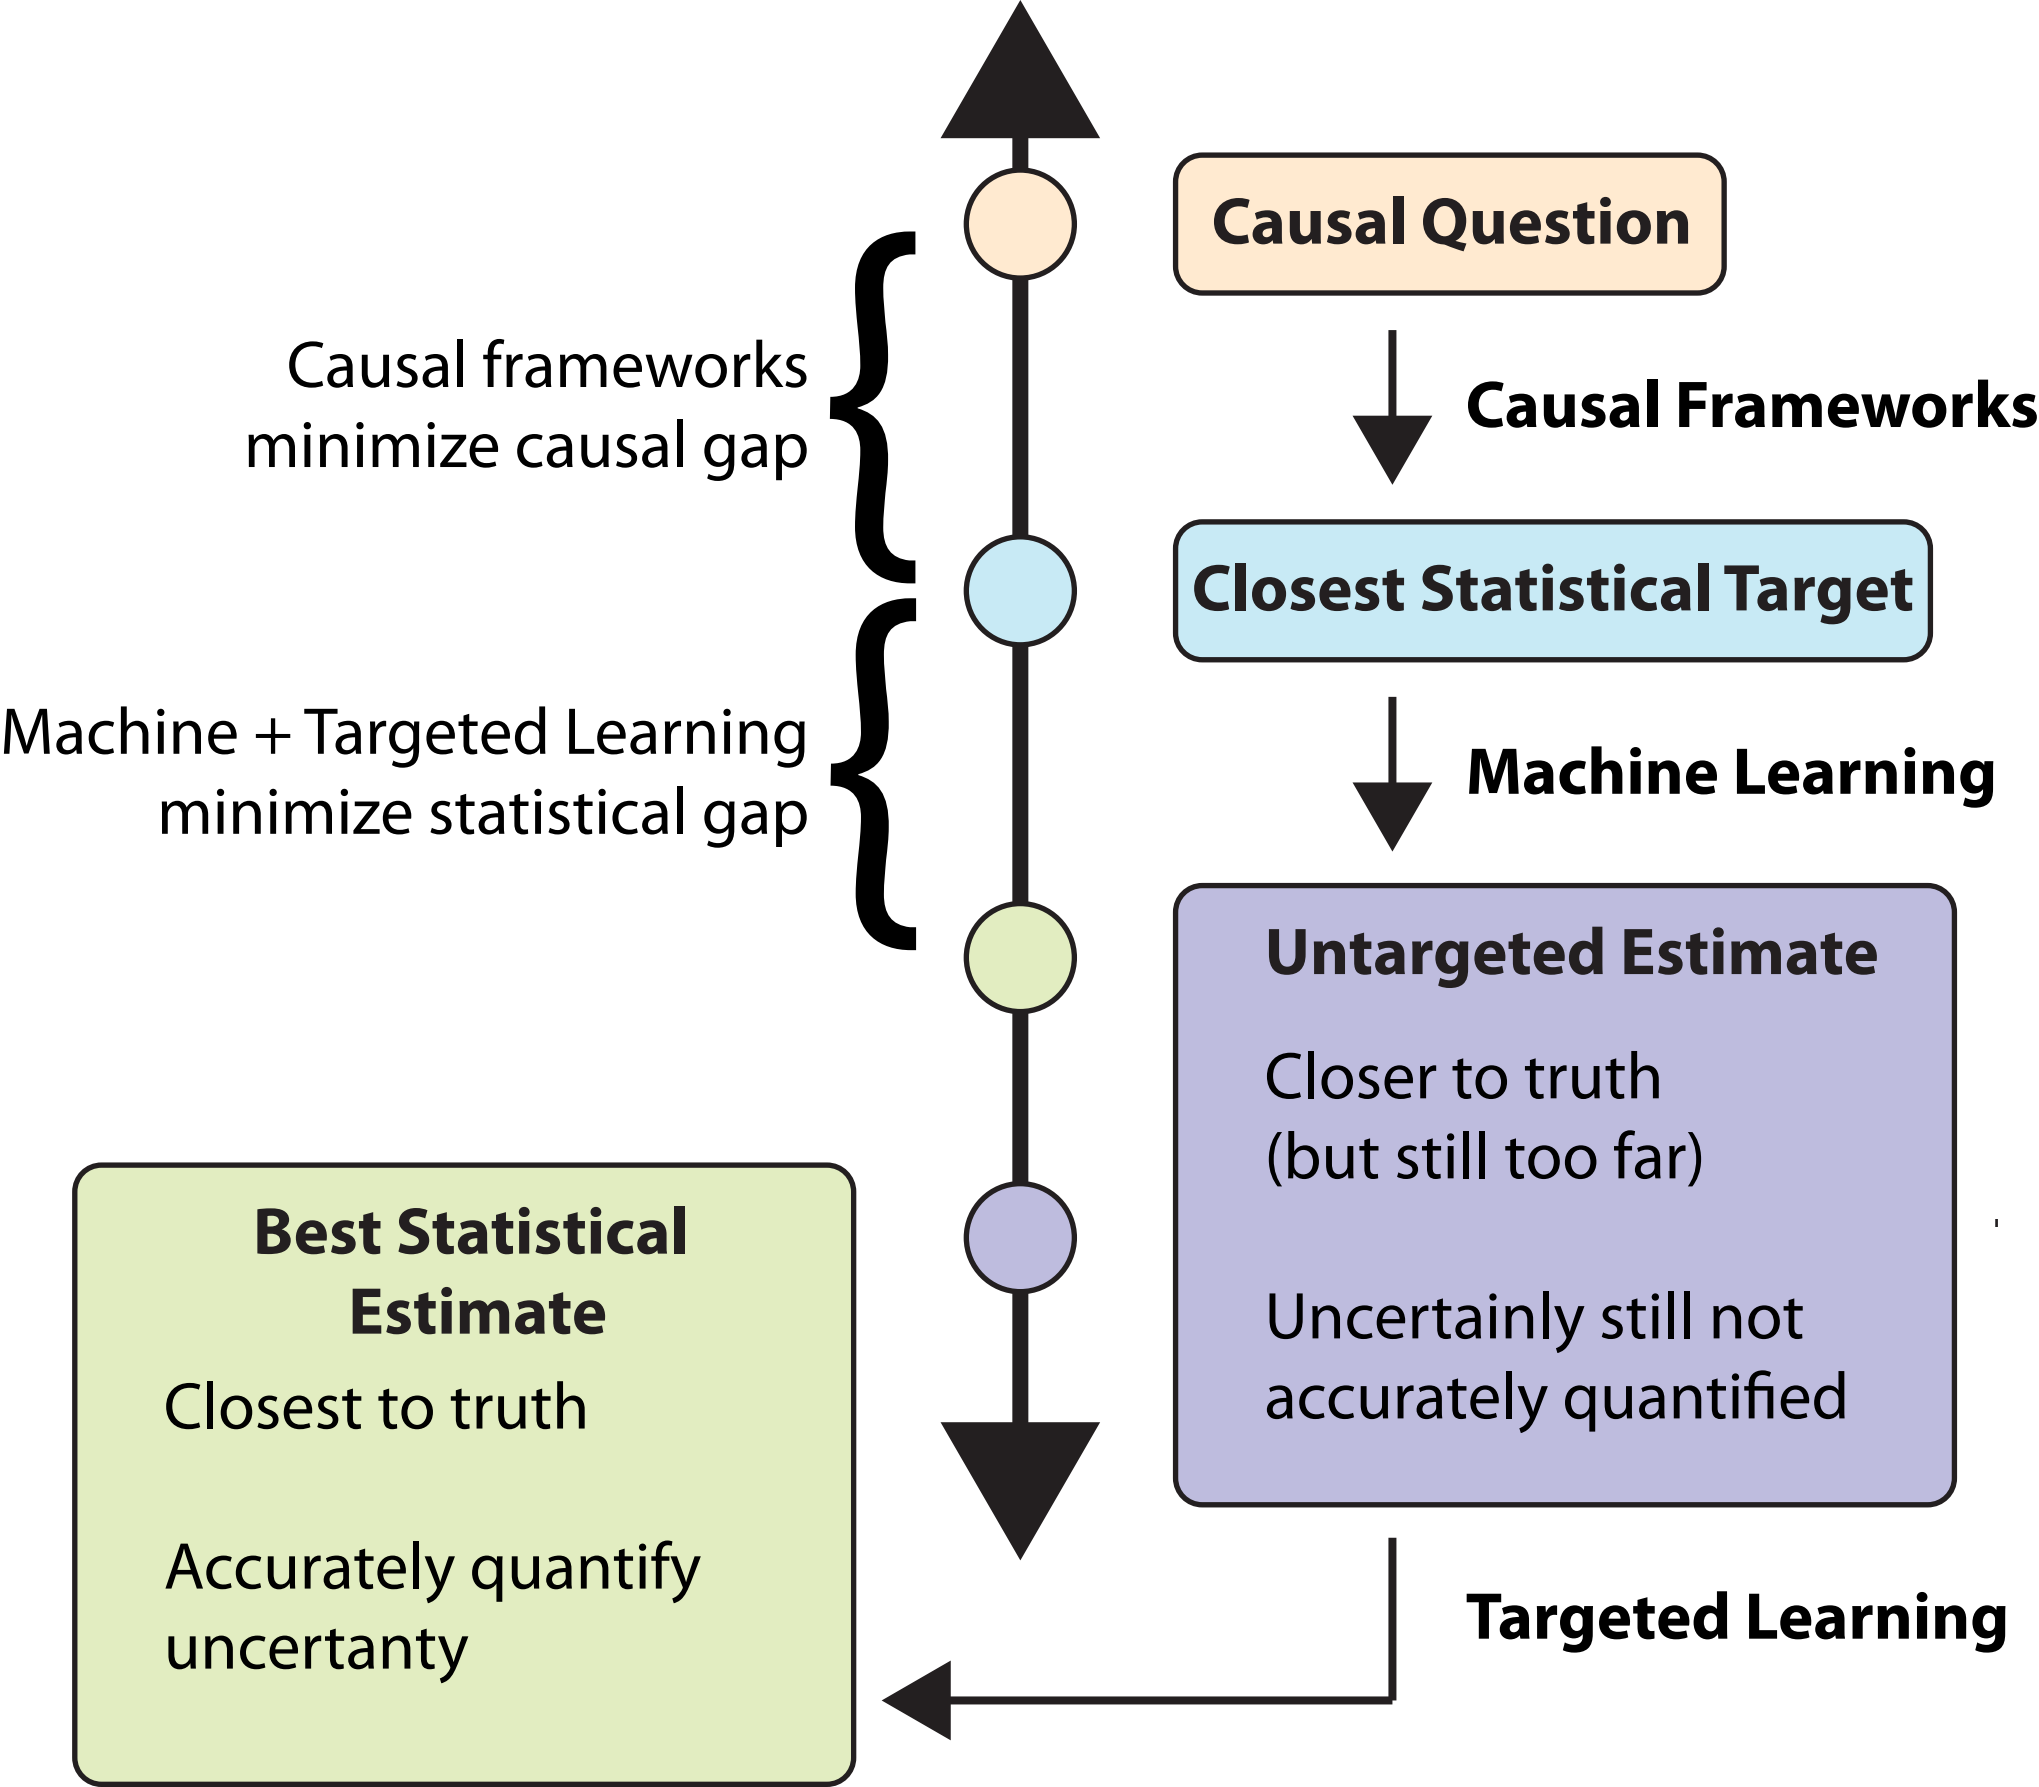 Causal Question
Causal frameworks
minimize causal gap
Causal Frameworks
Closest Statistical Target
Machine + Targeted Learning
minimize statistical gap
Machine Learning
Untargeted Estimate
Closer to truth
(but still too far)
Uncertainly still not
accurately quantified
Targeted Learning
Best Statistical
Estimate
Closest to truth
Accurately quantify
uncertanty